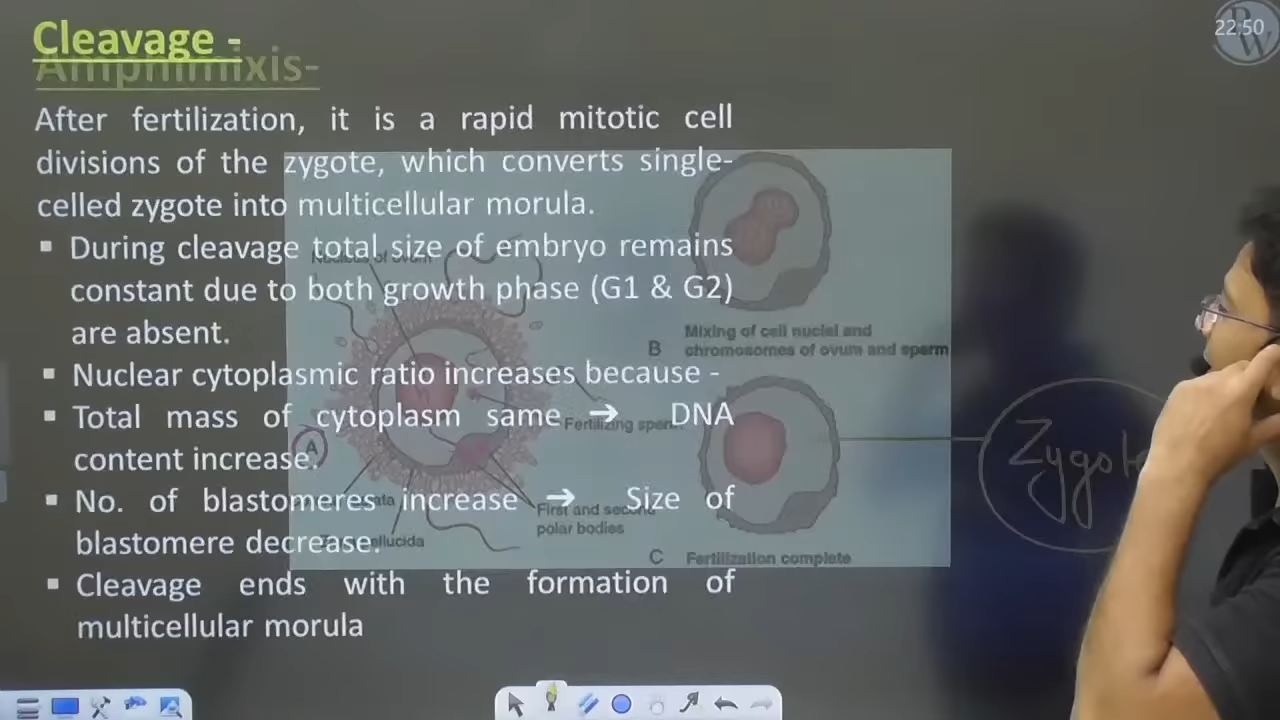 Cleavage -
Amphimixis-
22:50
After fertilization, it is a rapid mitotic cell
divisions of the zygote, which converts single-
celled zygote into multicellular morula.
▪ During cleavage total size of embryo remains
constant due to both growth phase (G1 & G2)
are absent.
▪ Nuclear cytoplasmic ratio increases because -
▪ Total mass of cytoplasm same → DNA
content increase.
▪ No. of blastomeres increase → Size of
blastomere decrease.
▪ Cleavage ends with the formation of
multicellular morula
Nucleus of ovum
A
Fertilizing sperm
First and second
polar bodies
B Mixing of cell nuclei and
chromosomes of ovum and sperm
C Fertilization complete
Zygote
PW